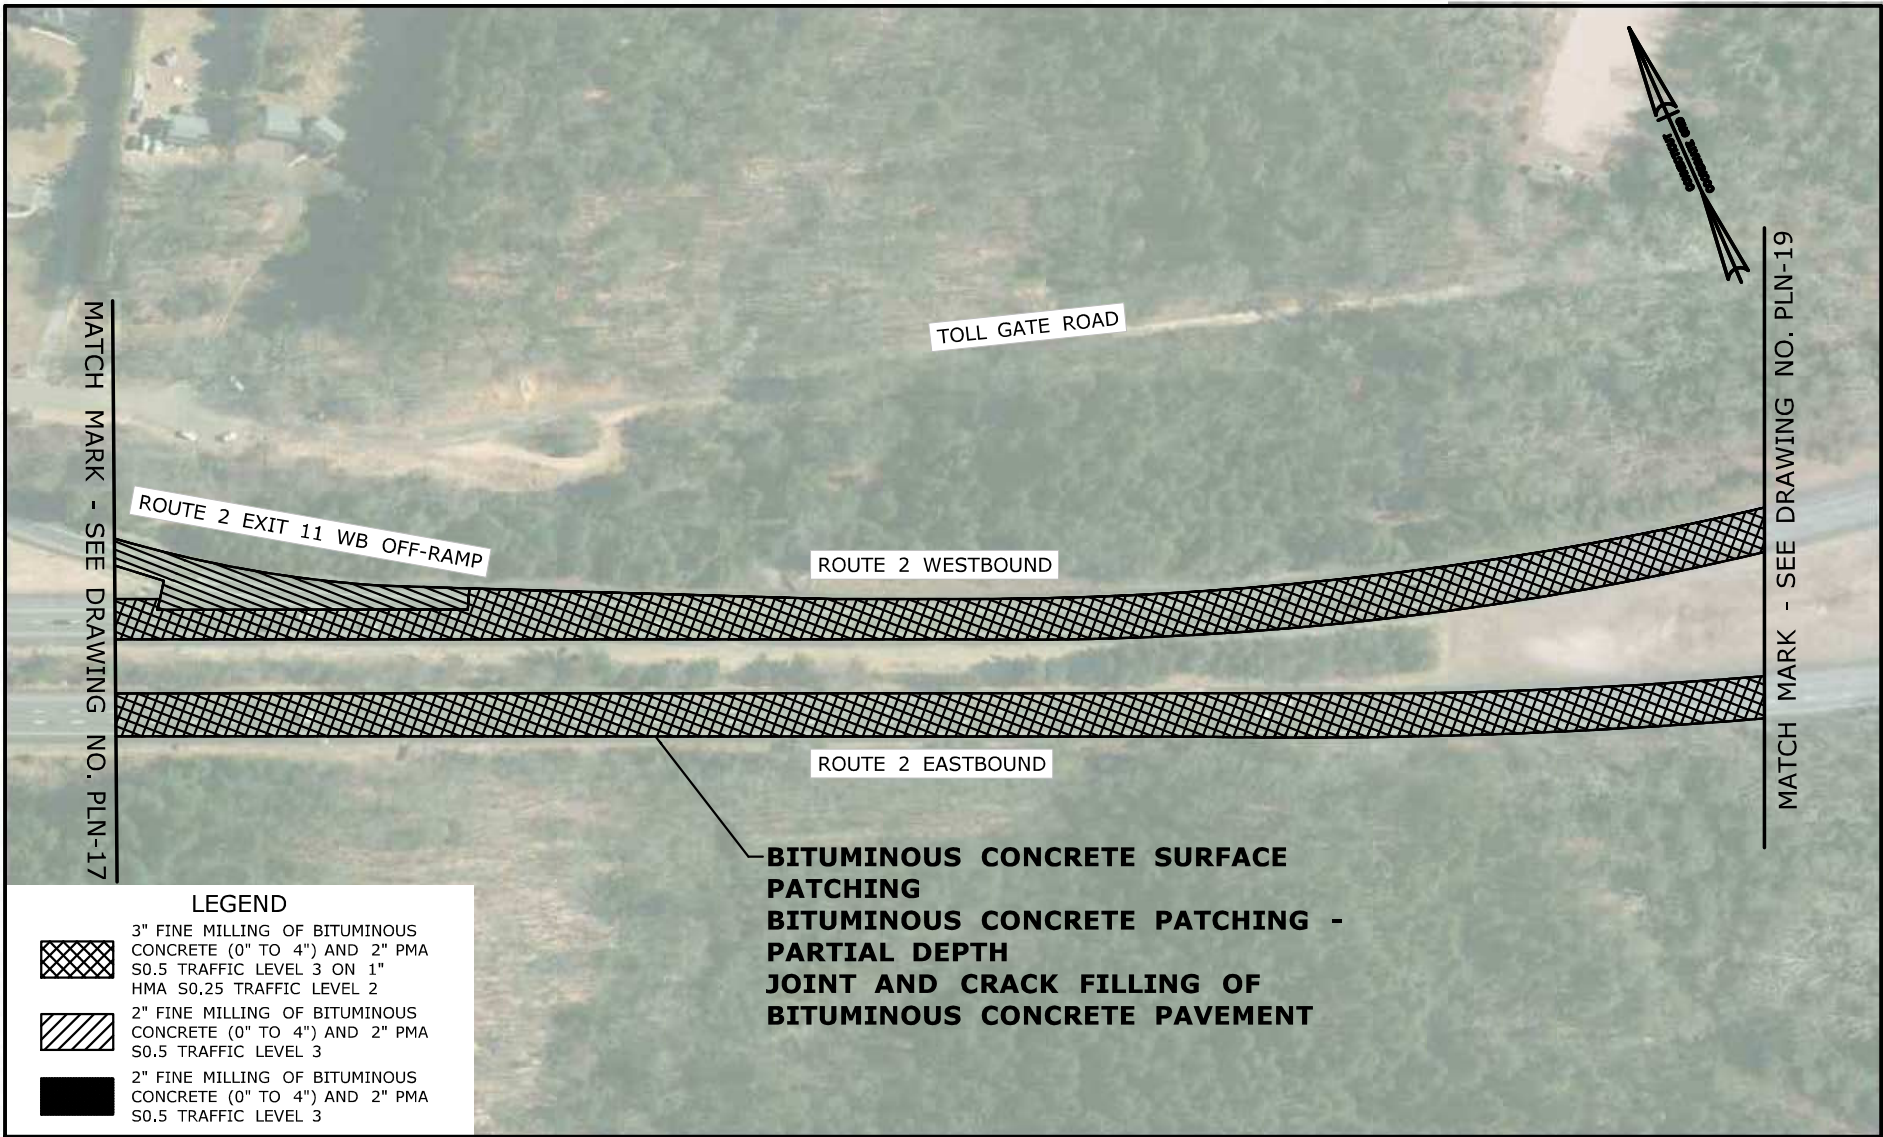 CONNECTICUT
COORDINATE GRID
TOLL GATE ROAD
MATCH MARK - SEE DRAWING NO. PLN-17
MATCH MARK - SEE DRAWING NO. PLN-19
ROUTE 2 EXIT 11 WB OFF-RAMP
ROUTE 2 WESTBOUND
ROUTE 2 EASTBOUND
BITUMINOUS CONCRETE SURFACE
PATCHING
BITUMINOUS CONCRETE PATCHING -
PARTIAL DEPTH
JOINT AND CRACK FILLING OF
BITUMINOUS CONCRETE PAVEMENT
LEGEND
3" FINE MILLING OF BITUMINOUS
CONCRETE (0" TO 4") AND 2" PMA
S0.5 TRAFFIC LEVEL 3 ON 1"
HMA S0.25 TRAFFIC LEVEL 2
2" FINE MILLING OF BITUMINOUS
CONCRETE (0" TO 4") AND 2" PMA
S0.5 TRAFFIC LEVEL 3
2" FINE MILLING OF BITUMINOUS
CONCRETE (0" TO 4") AND 2" PMA
S0.5 TRAFFIC LEVEL 3